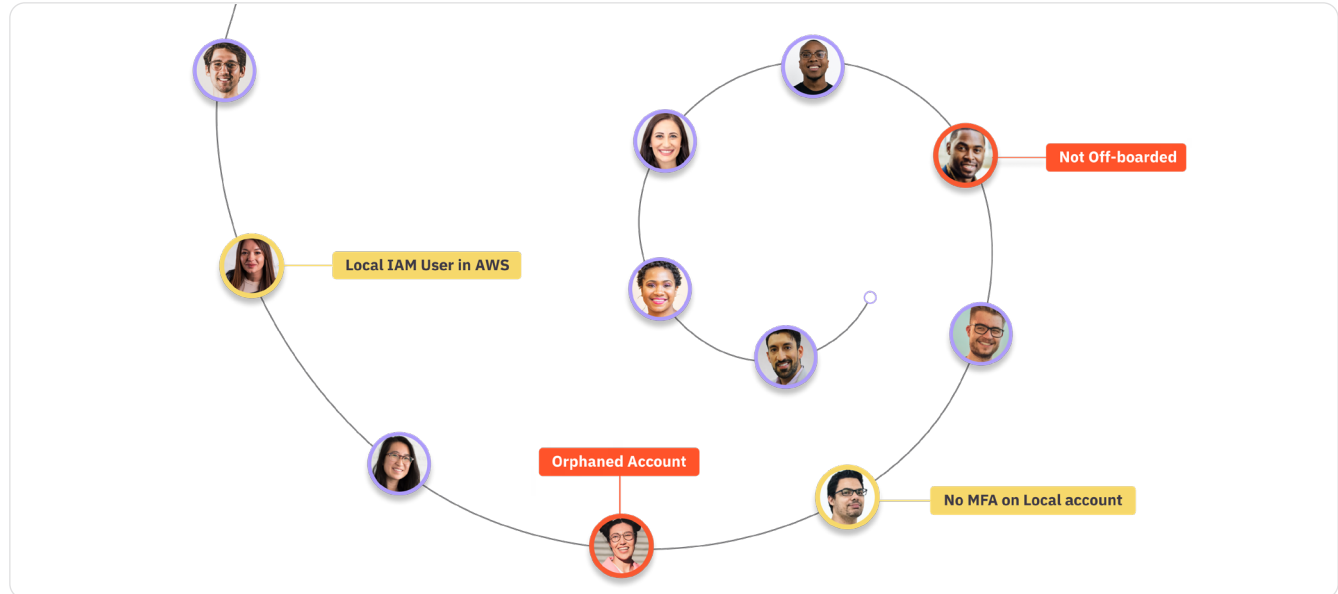 Not Off-boarded
Local IAM User in AWS
Orphaned Account
No MFA on Local account